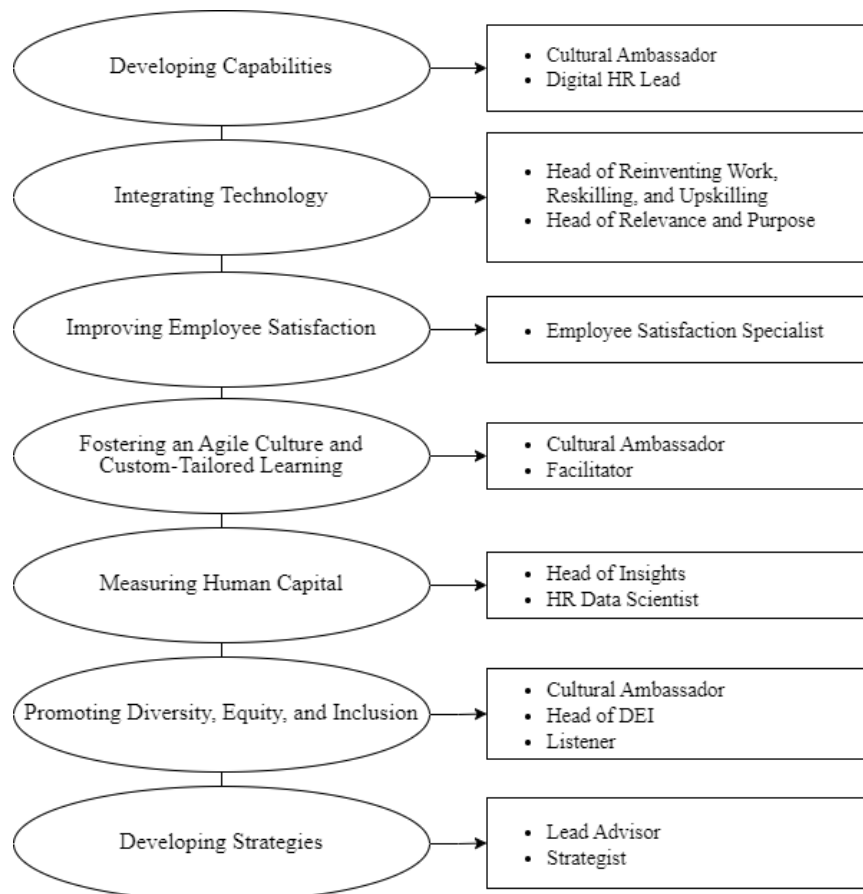 Developing Capabilities
• Cultural Ambassador
• Digital HR Lead
Integrating Technology
• Head of Reinventing Work,
Reskilling, and Upskilling
• Head of Relevance and Purpose
Improving Employee Satisfaction
• Employee Satisfaction Specialist
Fostering an Agile Culture and
Custom-Tailored Learning
• Cultural Ambassador
• Facilitator
Measuring Human Capital
• Head of Insights
• HR Data Scientist
Promoting Diversity, Equity, and Inclusion
• Cultural Ambassador
• Head of DEI
• Listener
Developing Strategies
• Lead Advisor
• Strategist